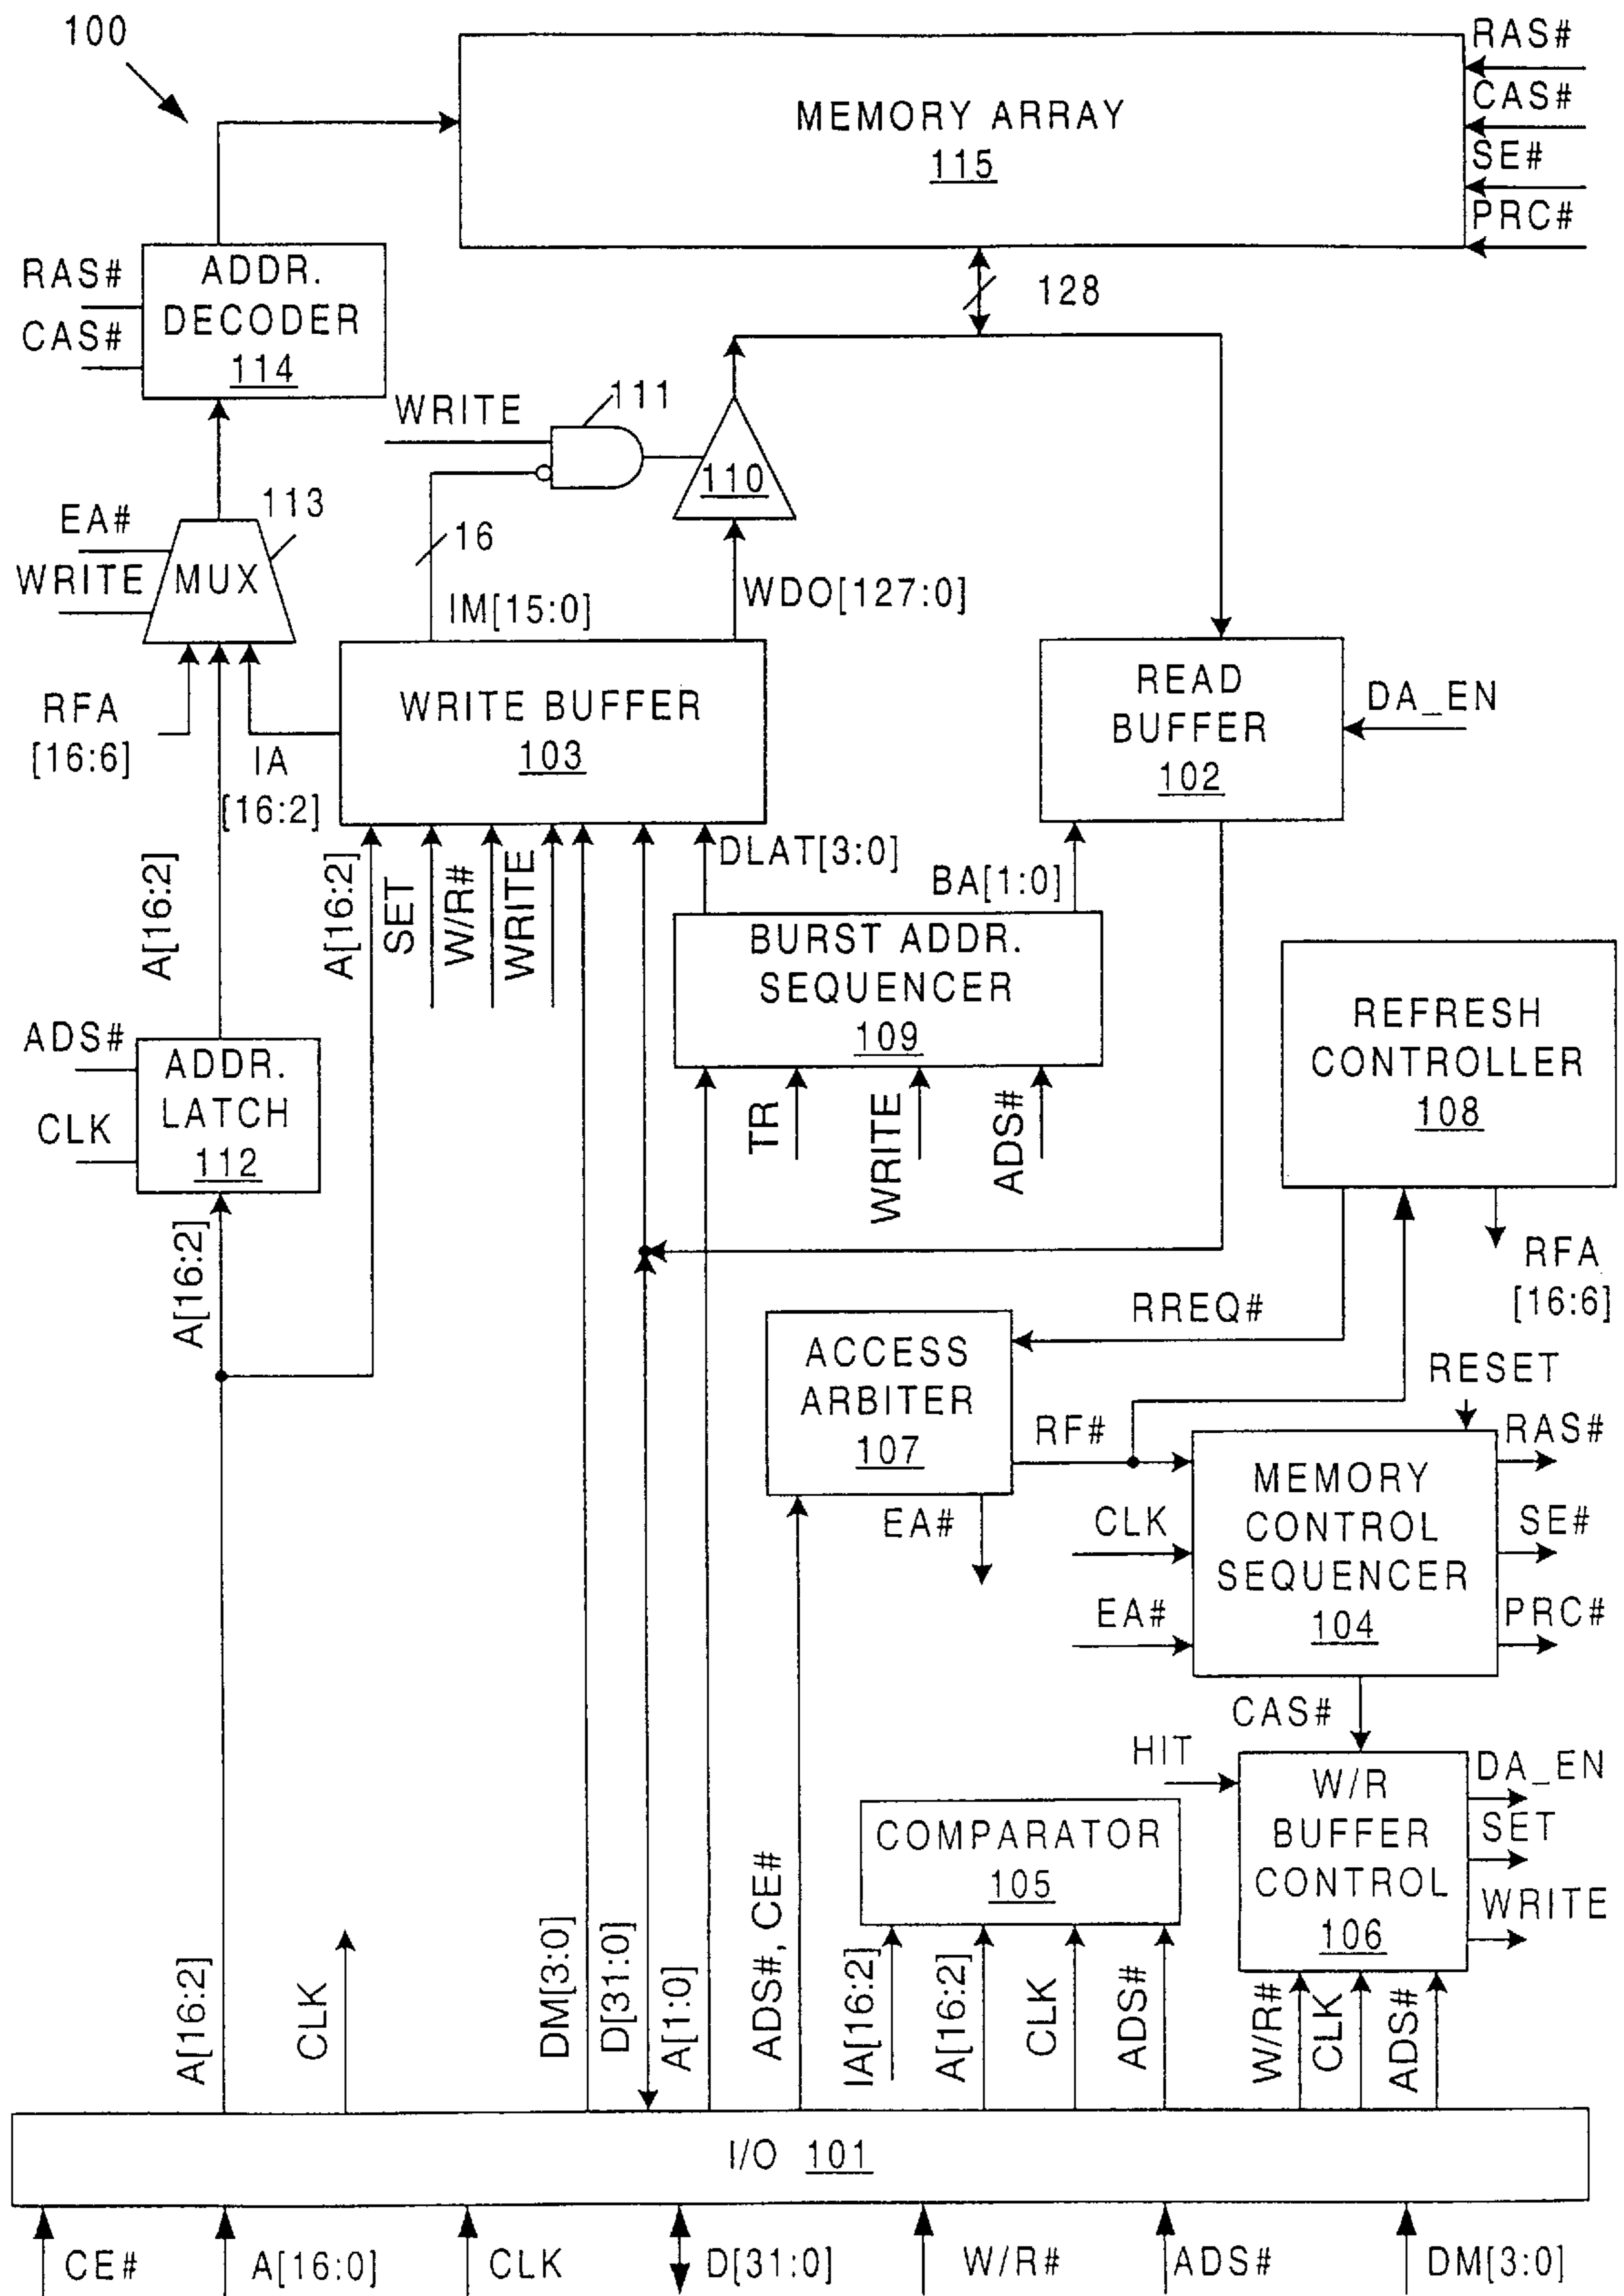 100
RAS#
CAS#
SE#
PRC#
MEMORY ARRAY
115
RAS#
CAS#
ADDR.
DECODER
114
128
WRITE
111
110
EA#
WRITE
MUX
113
16
IM[15:0]
WDO[127:0]
RFA
[16:6]
IA
[16:2]
WRITE BUFFER
103
READ
BUFFER
102
DA_EN
A[16:2]
A[16:2]
SET
W/R#
WRITE
DLAT[3:0]
BA[1:0]
BURST ADDR.
SEQUENCER
109
REFRESH
CONTROLLER
108
ADS#
CLK
ADDR.
LATCH
112
TR
WRITE
ADS#
A[16:2]
RFA
[16:6]
RREQ#
ACCESS
ARBITER
107
RF#
EA#
RESET
MEMORY
CONTROL
SEQUENCER
104
CLK
EA#
RAS#
SE#
PRC#
CAS#
HIT
W/R
BUFFER
CONTROL
106
DA_EN
SET
WRITE
COMPARATOR
105
A[16:2]
CLK
DM[3:0]
D[31:0]
A[1:0]
ADS#, CE#
IA[16:2]
A[16:2]
CLK
ADS#
W/R#
CLK
ADS#
I/O 101
CE#
A[16:0]
CLK
D[31:0]
W/R#
ADS#
DM[3:0]